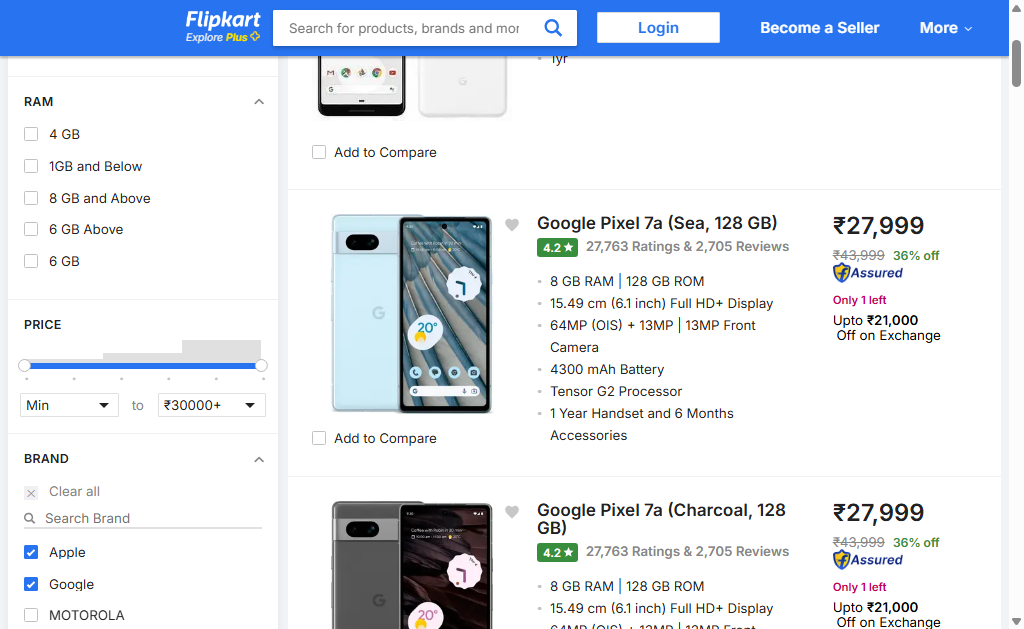 Flipkart
Explore Plus
Search for products, brands and mor
Login
Become a Seller
More
RAM
4 GB
1GB and Below
8 GB and Above
6 GB Above
6 GB
PRICE
Min
to
₹30000+
BRAND
Clear all
Search Brand
Apple
Google
MOTOROLA
1yr
Add to Compare
Google Pixel 7a (Sea, 128 GB)
4.2★
27,763 Ratings & 2,705 Reviews
8 GB RAM | 128 GB ROM
15.49 cm (6.1 inch) Full HD+ Display
64MP (OIS) + 13MP | 13MP Front
Camera
4300 mAh Battery
Tensor G2 Processor
1 Year Handset and 6 Months
Accessories
₹27,999
₹43,999 36% off
Assured
Only 1 left
Upto ₹21,000
Off on Exchange
20°
Add to Compare
Google Pixel 7a (Charcoal, 128
GB)
4.2★
27,763 Ratings & 2,705 Reviews
8 GB RAM | 128 GB ROM
15.49 cm (6.1 inch) Full HD+ Display
64MP (OIS) + 13MP | 13MP Front
₹27,999
₹43,999 36% off
Assured
Only 1 left
Upto ₹21,000
Off on Exchange
20°